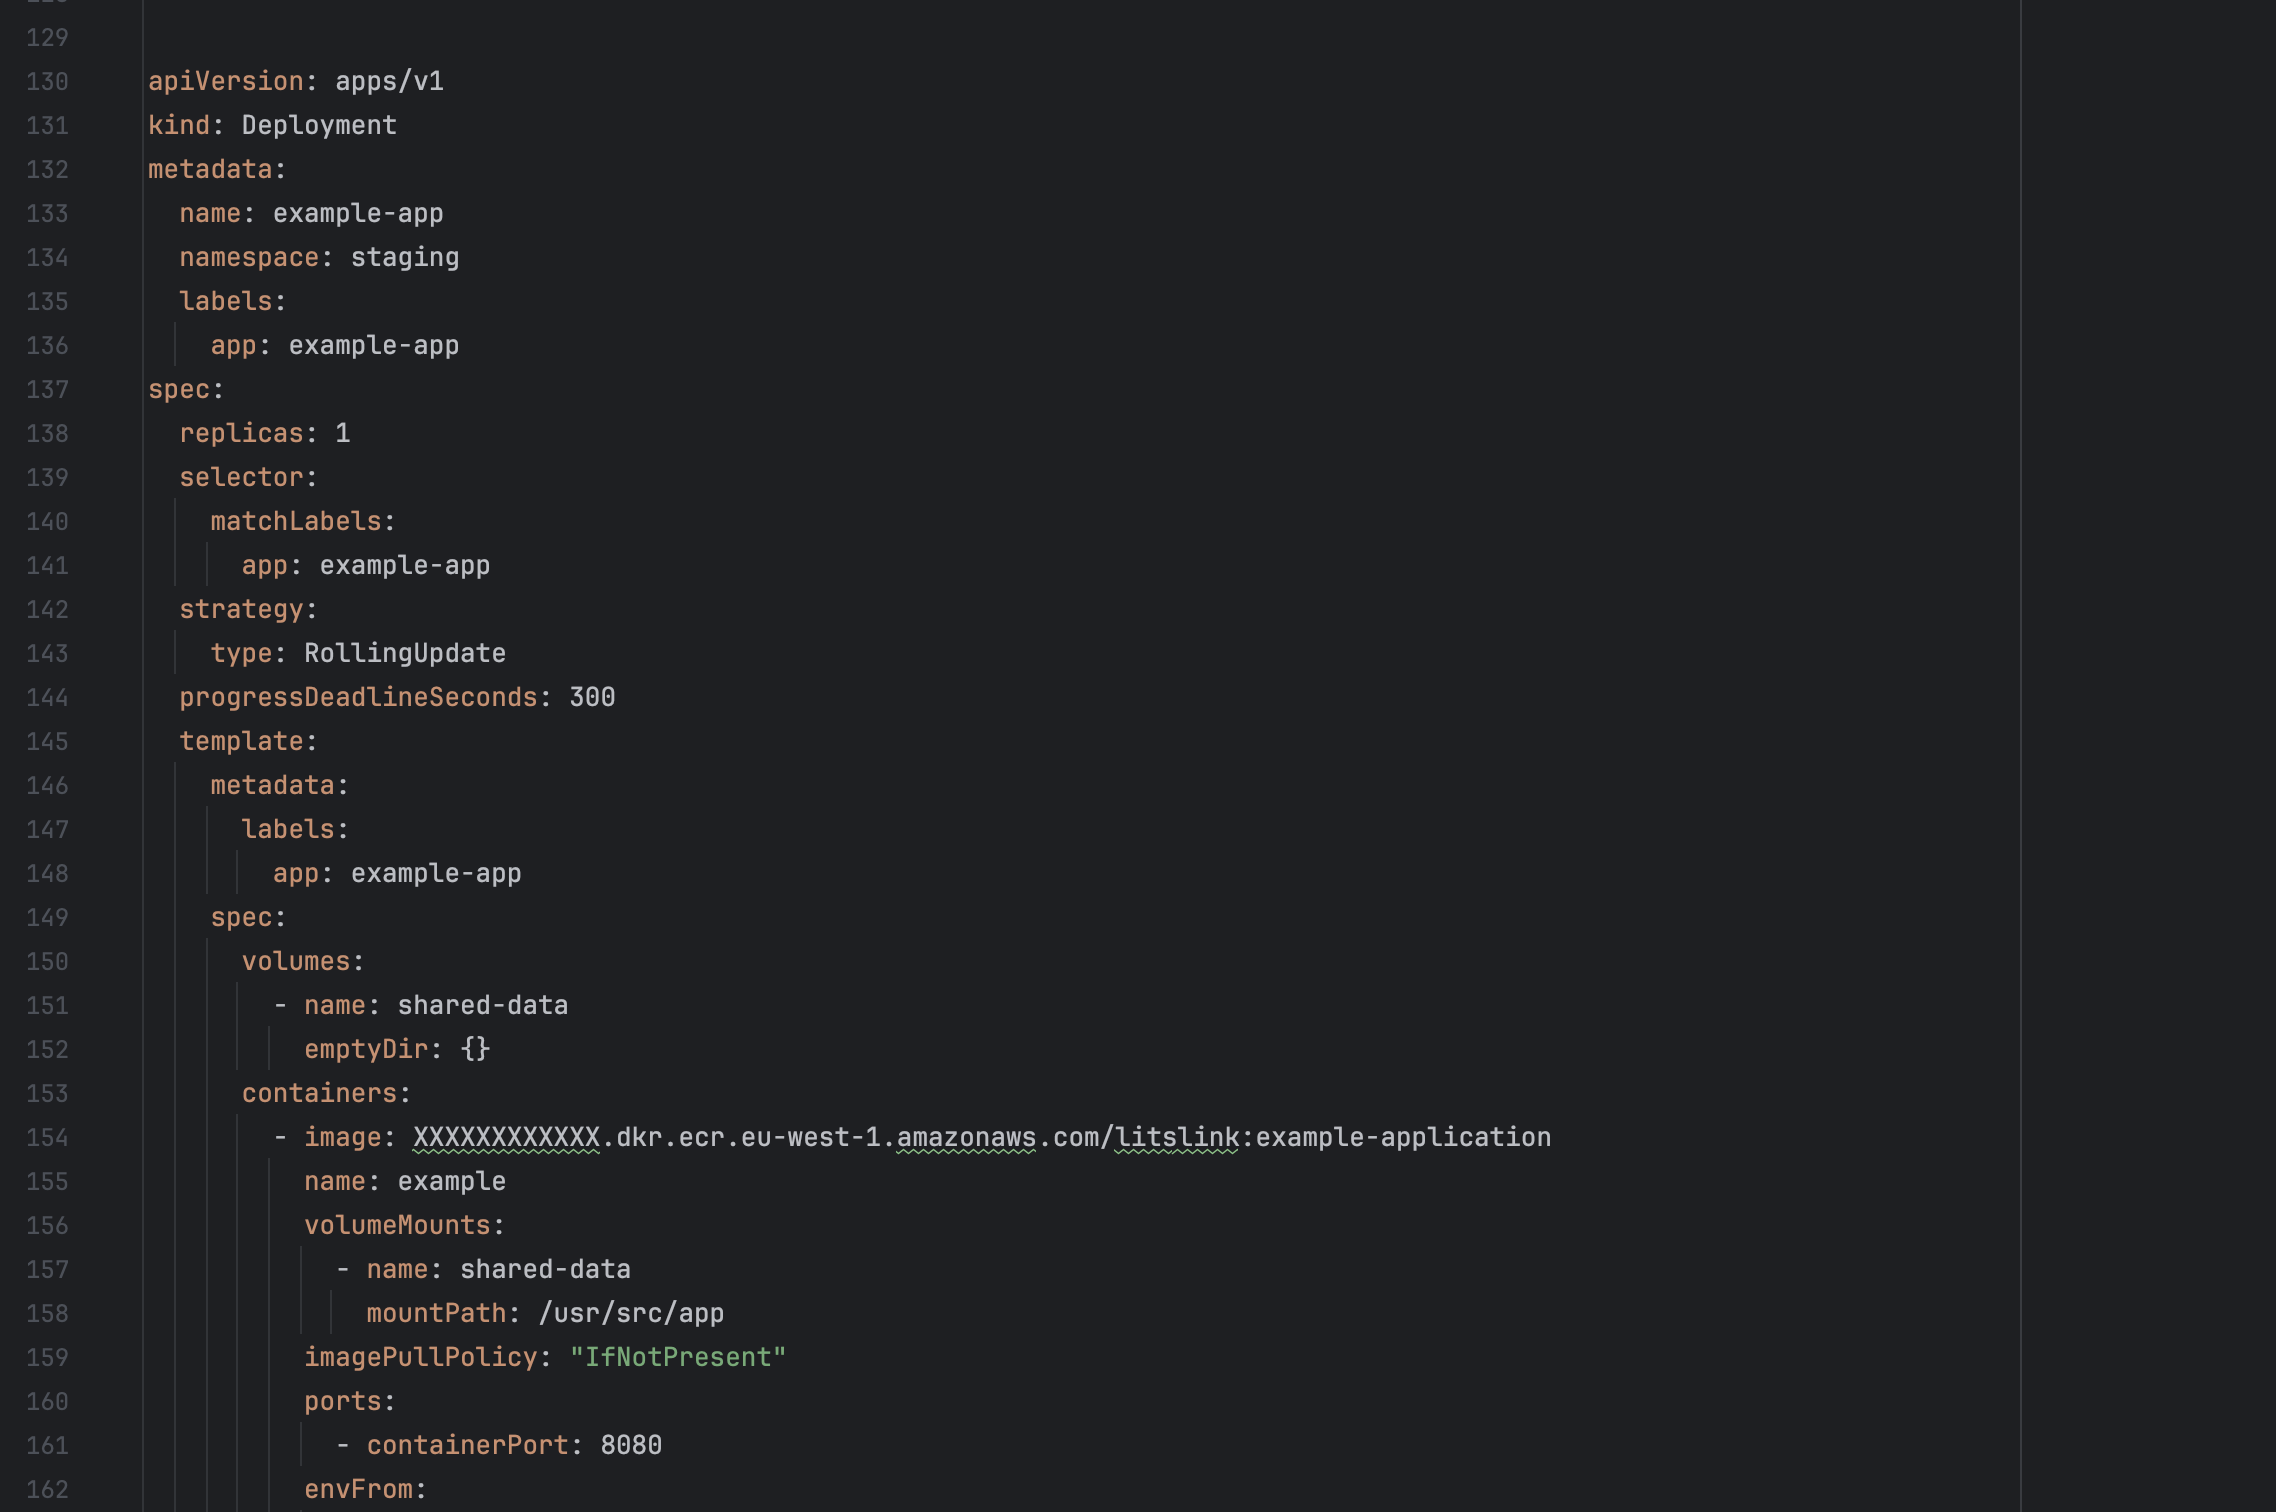 129
130 apiVersion: apps/v1
131 kind: Deployment
132 metadata:
133   name: example-app
134   namespace: staging
135   labels:
136     app: example-app
137 spec:
138   replicas: 1
139   selector:
140     matchLabels:
141       app: example-app
142   strategy:
143     type: RollingUpdate
144   progressDeadlineSeconds: 300
145   template:
146     metadata:
147       labels:
148         app: example-app
149     spec:
150       volumes:
151         - name: shared-data
152           emptyDir: {}
153       containers:
154         - image: XXXXXXXXXXXX.dkr.ecr.eu-west-1.amazonaws.com/litslink:example-application
155           name: example
156           volumeMounts:
157             - name: shared-data
158               mountPath: /usr/src/app
159           imagePullPolicy: "IfNotPresent"
160           ports:
161             - containerPort: 8080
162           envFrom: